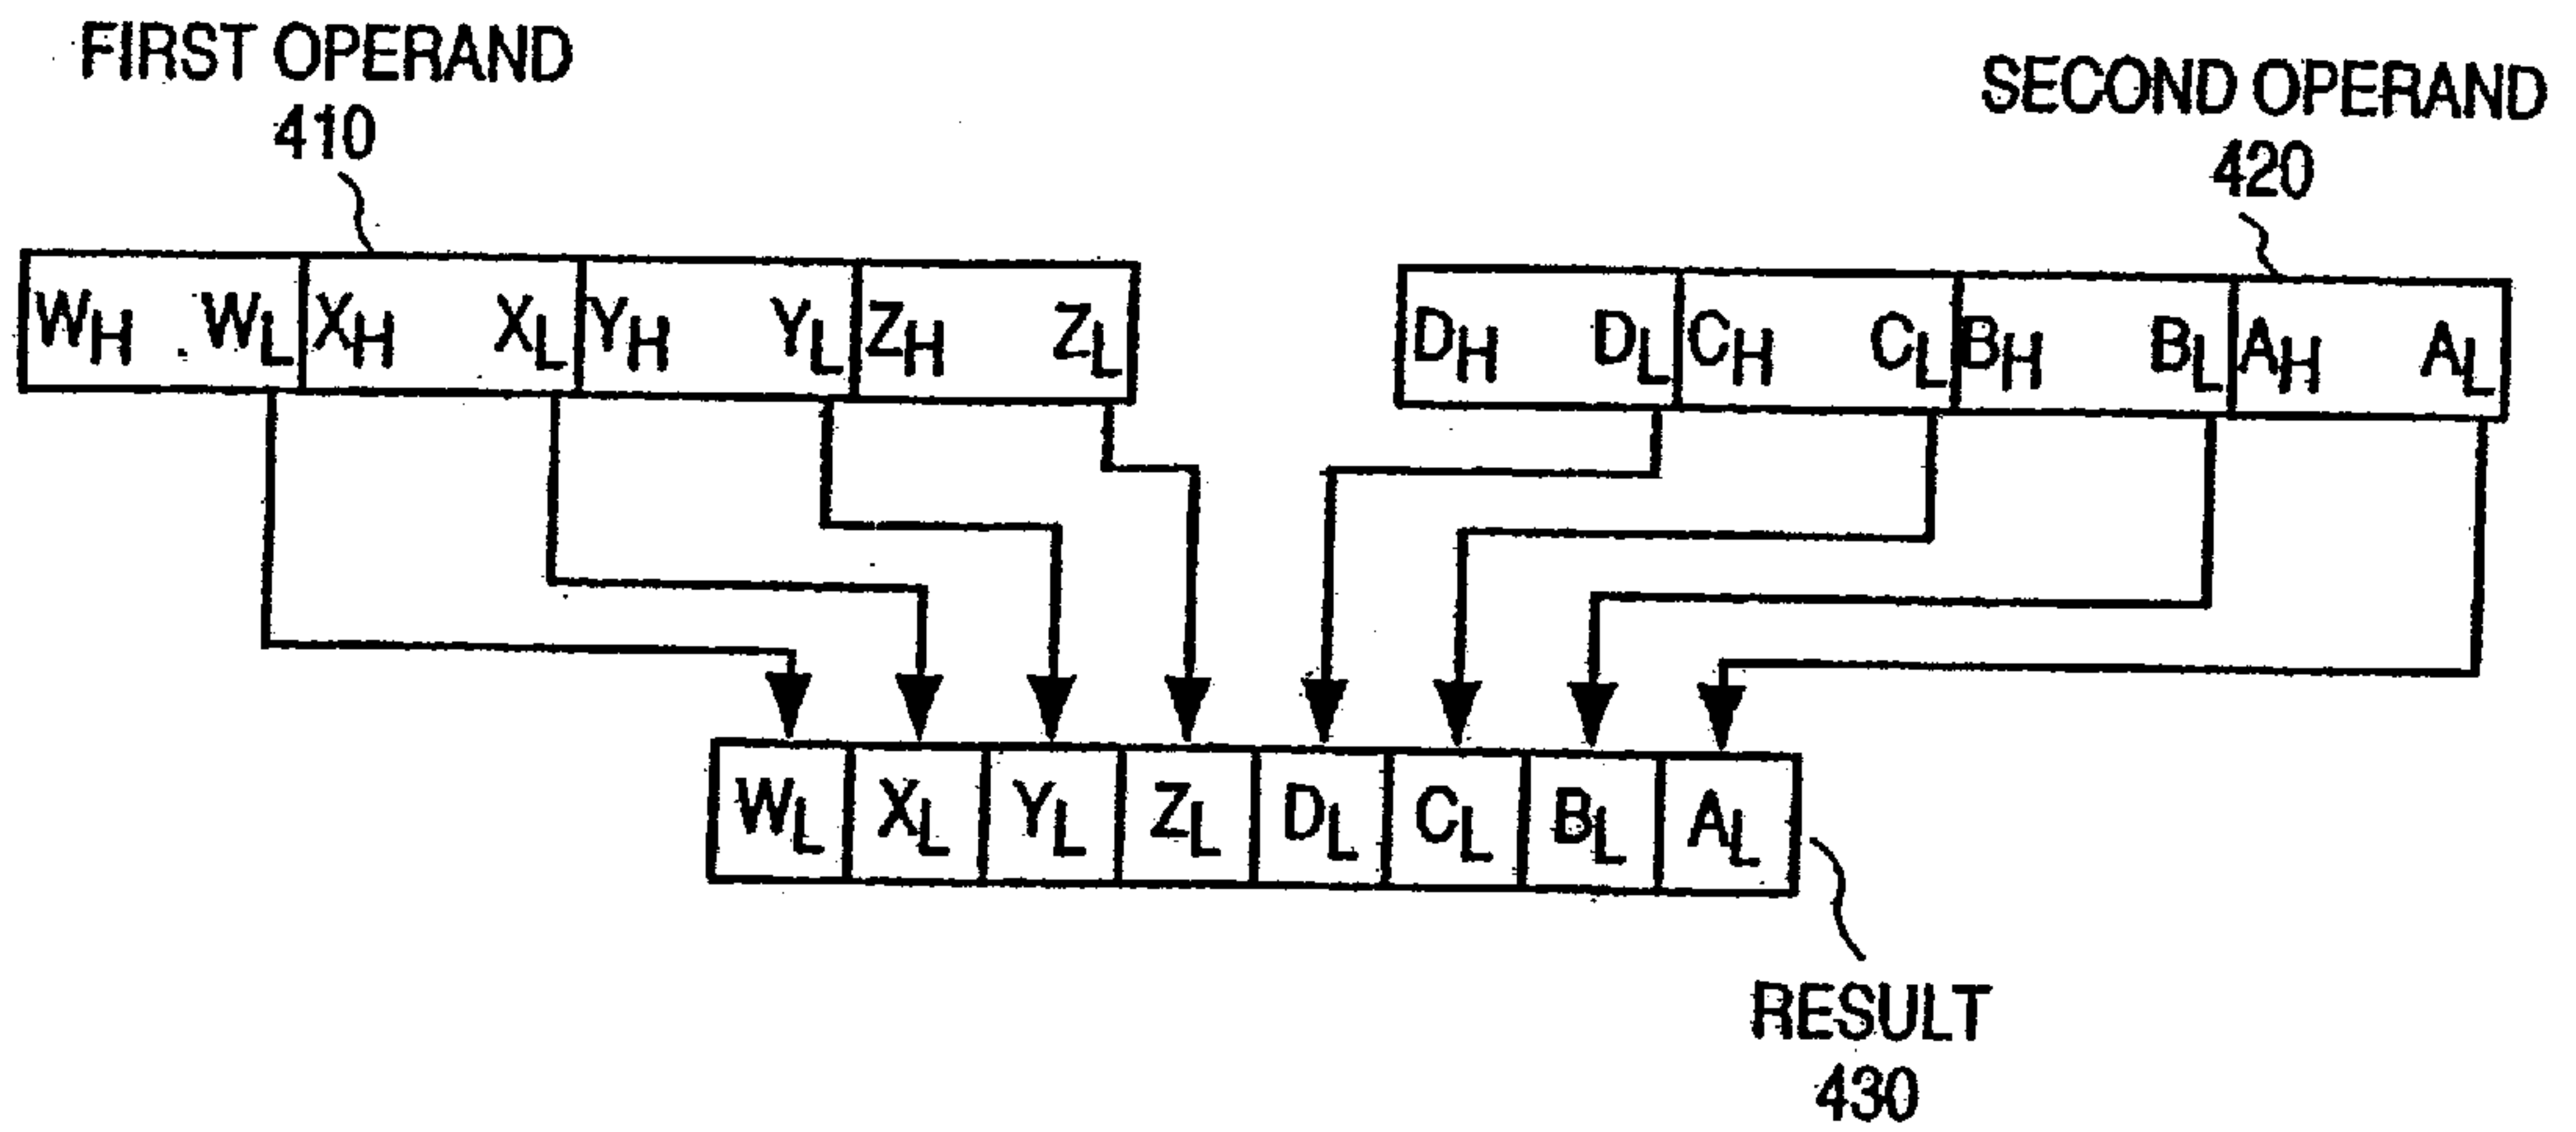 FIRST OPERAND
410
SECOND OPERAND
420
WH WL XH XL YH YL ZH ZL
DH DL CH CL BH BL AH AL
WL XL YL ZL DL CL BL AL
RESULT
430